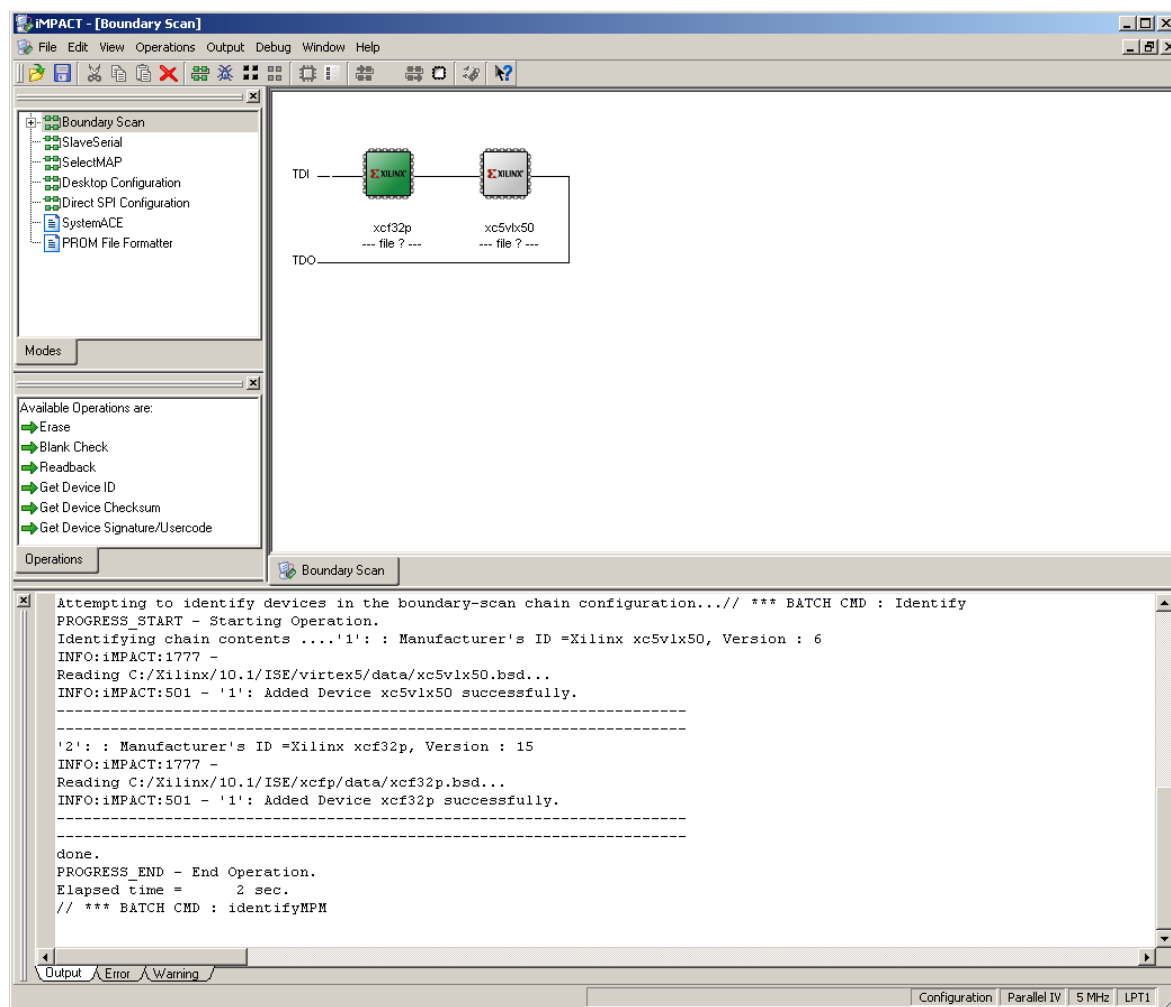 iMPACT - [Boundary Scan]
File Edit View Operations Output Debug Window Help
Boundary Scan
SlaveSerial
SelectMAP
Desktop Configuration
Direct SPI Configuration
SystemACE
PROM File Formatter
Modes
Available Operations are:
Erase
Blank Check
Readback
Get Device ID
Get Device Checksum
Get Device Signature/Usercode
Operations
TDI
XILINX
XILINX
xcf32p
xc5vlx50
--- file ? ---
--- file ? ---
TDO
Boundary Scan
Attempting to identify devices in the boundary-scan chain configuration...// *** BATCH CMD : Identify
PROGRESS_START - Starting Operation.
Identifying chain contents ....'1': : Manufacturer's ID =Xilinx xc5vlx50, Version : 6
INFO:iMPACT:1777 -
Reading C:/Xilinx/10.1/ISE/virtex5/data/xc5vlx50.bsd...
INFO:iMPACT:501 - '1': Added Device xc5vlx50 successfully.
----------------------------------------------------------------------
----------------------------------------------------------------------
'2': : Manufacturer's ID =Xilinx xcf32p, Version : 15
INFO:iMPACT:1777 -
Reading C:/Xilinx/10.1/ISE/xcfp/data/xcf32p.bsd...
INFO:iMPACT:501 - '1': Added Device xcf32p successfully.
----------------------------------------------------------------------
----------------------------------------------------------------------
done.
PROGRESS_END - End Operation.
Elapsed time =      2 sec.
// *** BATCH CMD : identifyMPM
Output Error Warning
Configuration Parallel IV 5 MHz LPT1